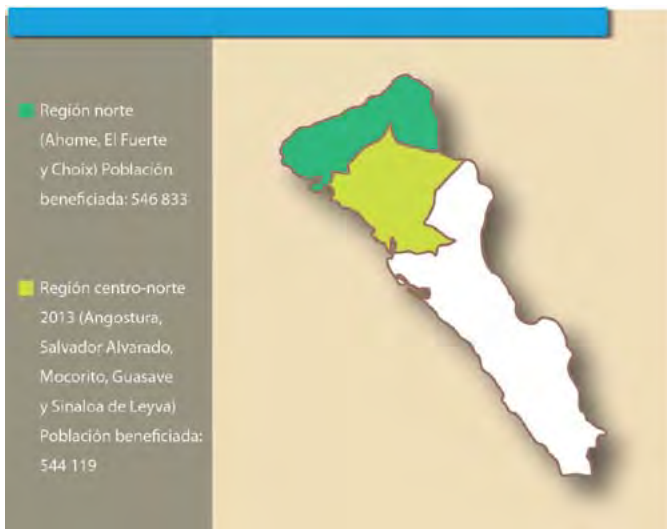 Región norte
(Ahome, El Fuerte
y Choix) Población
beneficiada: 546 833
Región centro-norte
2013 (Angostura,
Salvador Alvarado,
Mocorito, Guasave
y Sinaloa de Leyva)
Población beneficiada:
544 119